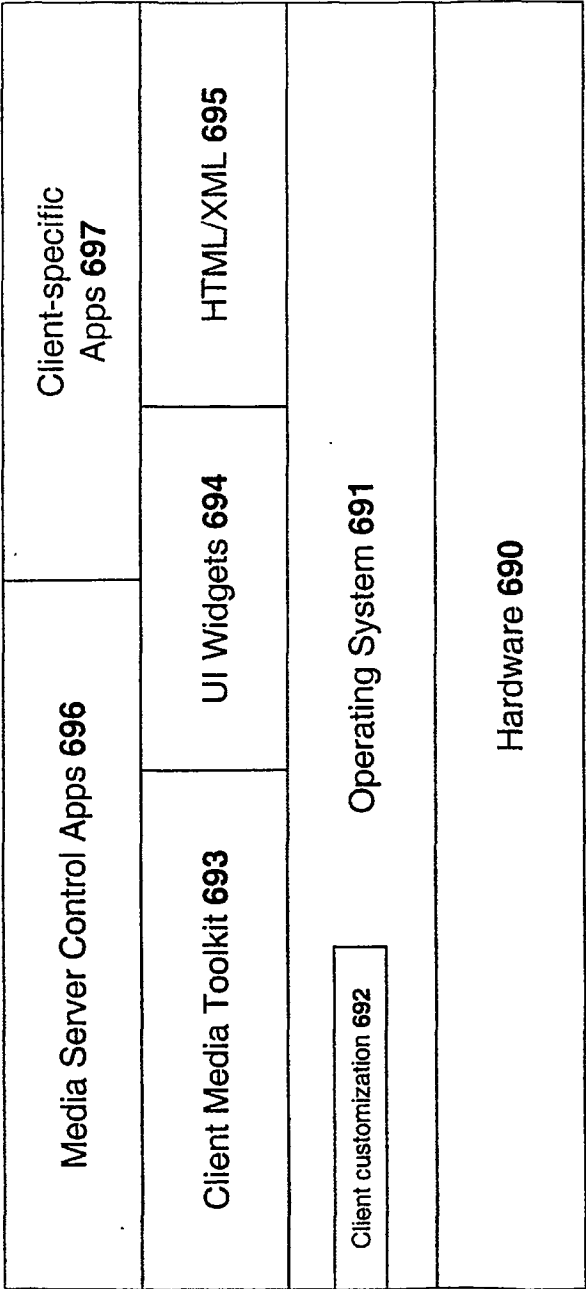 Media Server Control Apps 696
Client-specific
Apps 697
Client Media Toolkit 693
UI Widgets 694
HTML/XML 695
Client customization 692
Operating System 691
Hardware 690